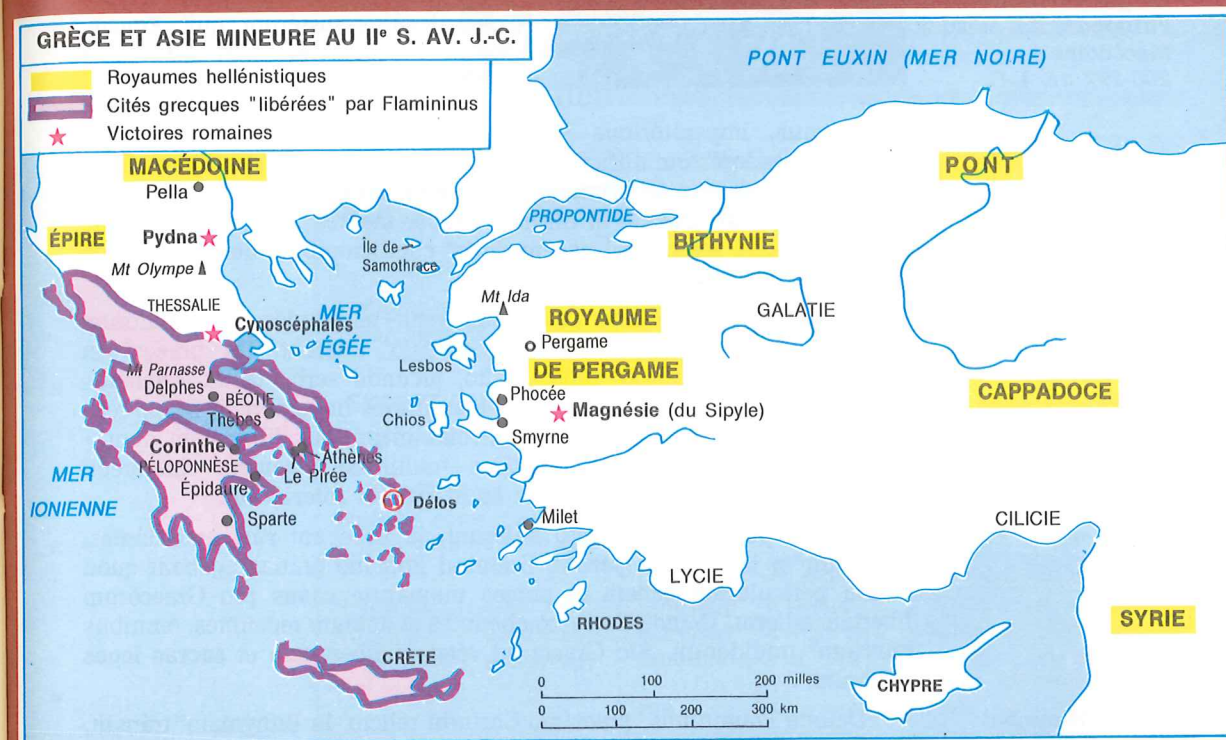 GRÈCE ET ASIE MINEURE AU IIe S. AV. J.-C.
Royaumes hellénistiques
Cités grecques "libérées" par Flamininus
Victoires romaines
PONT EUXIN (MER NOIRE)
MACÉDOINE
Pella
PONT
PROPONTIDE
ÉPIRE
Pydna
Île de
Samothrace
BITHYNIE
Mt Olympe
THESSALIE
Mt Ida
GALATIE
MER
ÉGÉE
Cynoscéphales
ROYAUME
DE PERGAME
Pergame
Lesbos
Mt Parnasse
Delphes
BÉOTIE
Thèbes
Phocée
CAPPADOCE
Chios
Magnésie (du Sipyle)
Smyrne
Corinthe
Athènes
PÉLOPONNÈSE
Le Pirée
Épidaure
MER
IONIENNE
Délos
Sparte
Milet
CILICIE
LYCIE
RHODES
SYRIE
CRÈTE
CHYPRE
0 100 200 milles
0 100 200 300 km